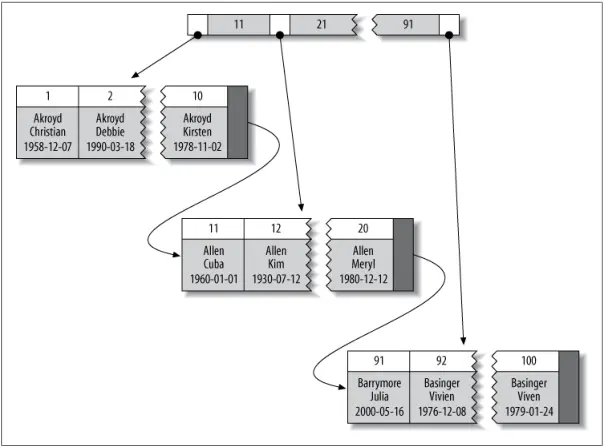 11 21 91
1 2 10
Akroyd Akroyd Akroyd
Christian Debbie Kirsten
1958-12-07 1990-03-18 1978-11-02
11 12 20
Allen Allen Allen
Cuba Kim Meryl
1960-01-01 1930-07-12 1980-12-12
91 92 100
Barrymore Basinger Basinger
Julia Vivien Viven
2000-05-16 1976-12-08 1979-01-24